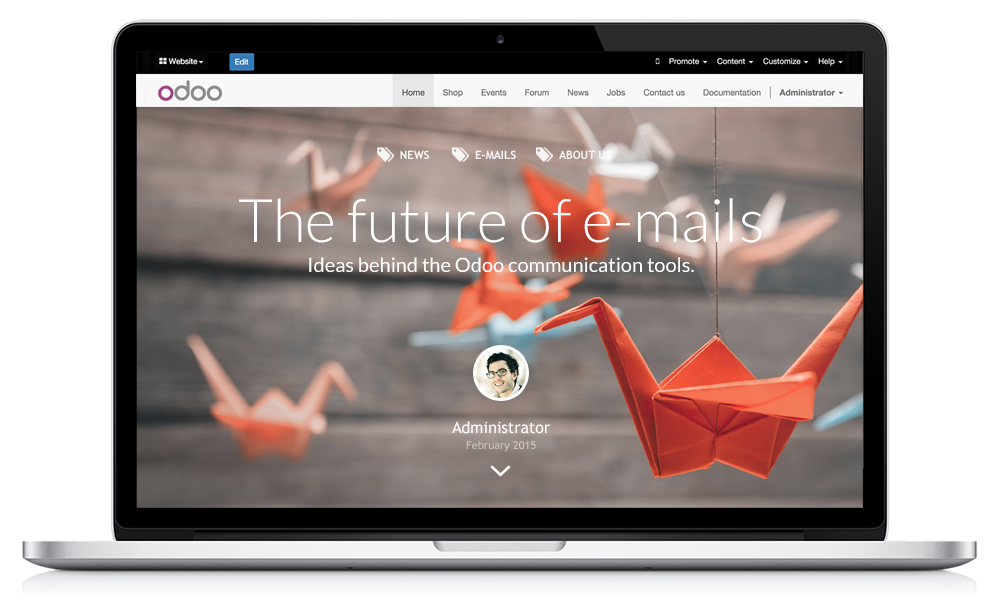 Website Edit Promote Content Customize Help
odoo Home Shop Events Forum News Jobs Contact us Documentation Administrator
NEWS E-MAILS ABOUT US
The future of e-mails
Ideas behind the Odoo communication tools.
Administrator
February 2015